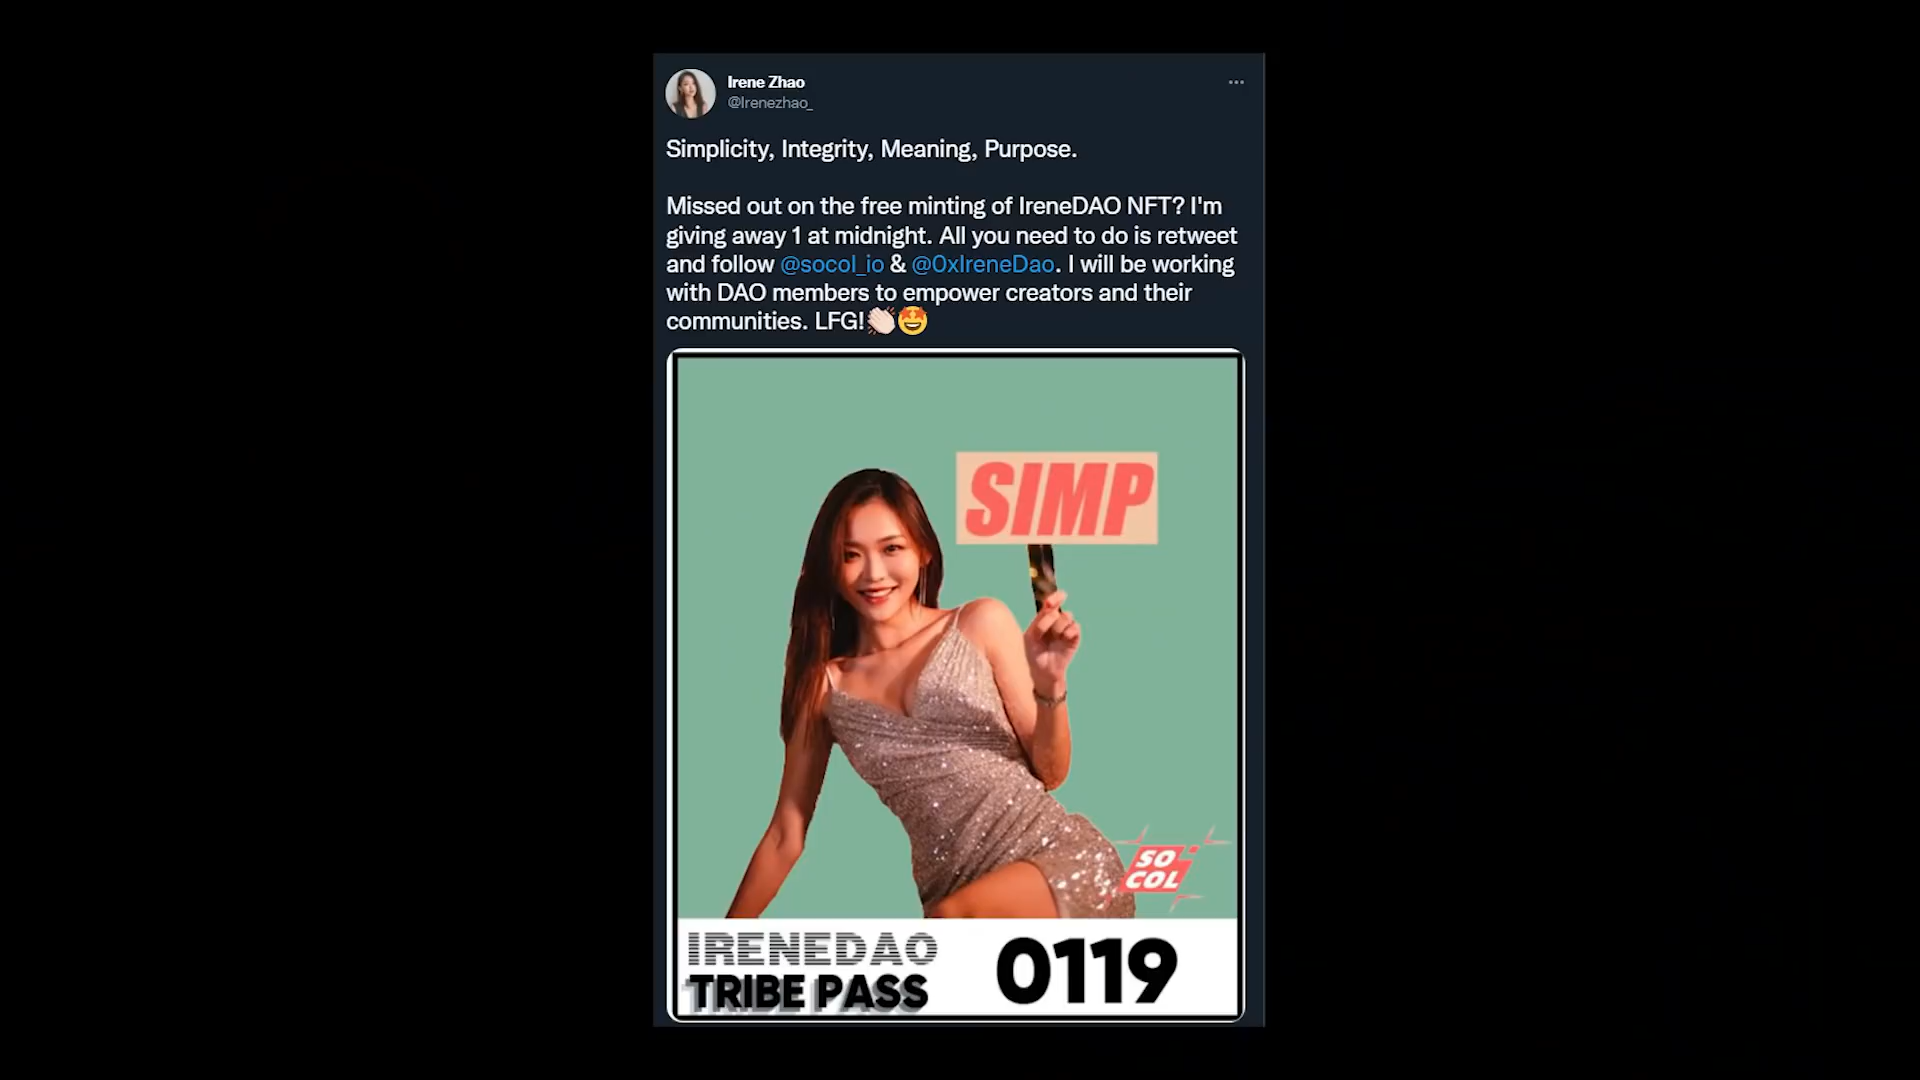 Irene Zhao
@Irenezhao_
Simplicity, Integrity, Meaning, Purpose.
Missed out on the free minting of IreneDAO NFT? I'm
giving away 1 at midnight. All you need to do is retweet
and follow @socol_io & @0xIreneDao. I will be working
with DAO members to empower creators and their
communities. LFG!👏🏻🤩
SIMP
SO
COL
IRENEDAO
TRIBE PASS
0119